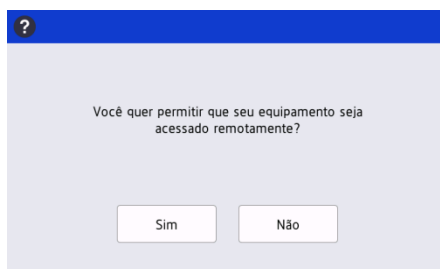 ?
Você quer permitir que seu equipamento seja
acessado remotamente?
Sim
Não